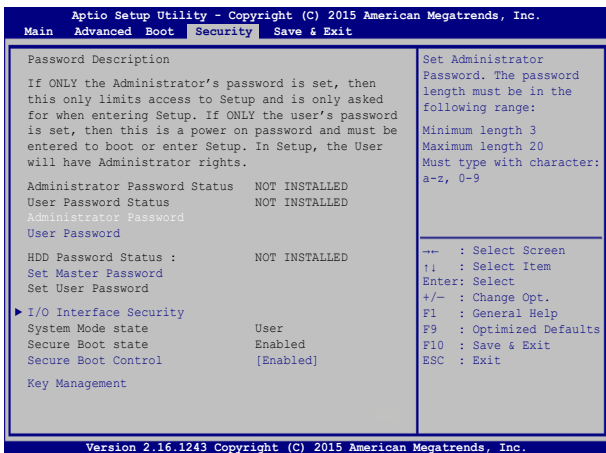 Aptio Setup Utility - Copyright (C) 2015 American Megatrends, Inc.
Main Advanced Boot Security Save & Exit
Password Description
If ONLY the Administrator's password is set, then
this only limits access to Setup and is only asked
for when entering Setup. If ONLY the user's password
is set, then this is a power on password and must be
entered to boot or enter Setup. In Setup, the User
will have Administrator rights.
Administrator Password Status NOT INSTALLED
User Password Status NOT INSTALLED
Administrator Password
User Password
HDD Password Status : NOT INSTALLED
Set Master Password
Set User Password
I/O Interface Security
System Mode state User
Secure Boot state Enabled
Secure Boot Control [Enabled]
Key Management
Set Administrator
Password. The password
length must be in the
following range:
Minimum length 3
Maximum length 20
Must type with character:
a-z, 0-9
→← : Select Screen
↑↓ : Select Item
Enter: Select
+/— : Change Opt.
F1 : General Help
F9 : Optimized Defaults
F10 : Save & Exit
ESC : Exit
Version 2.16.1243 Copyright (C) 2015 American Megatrends, Inc.